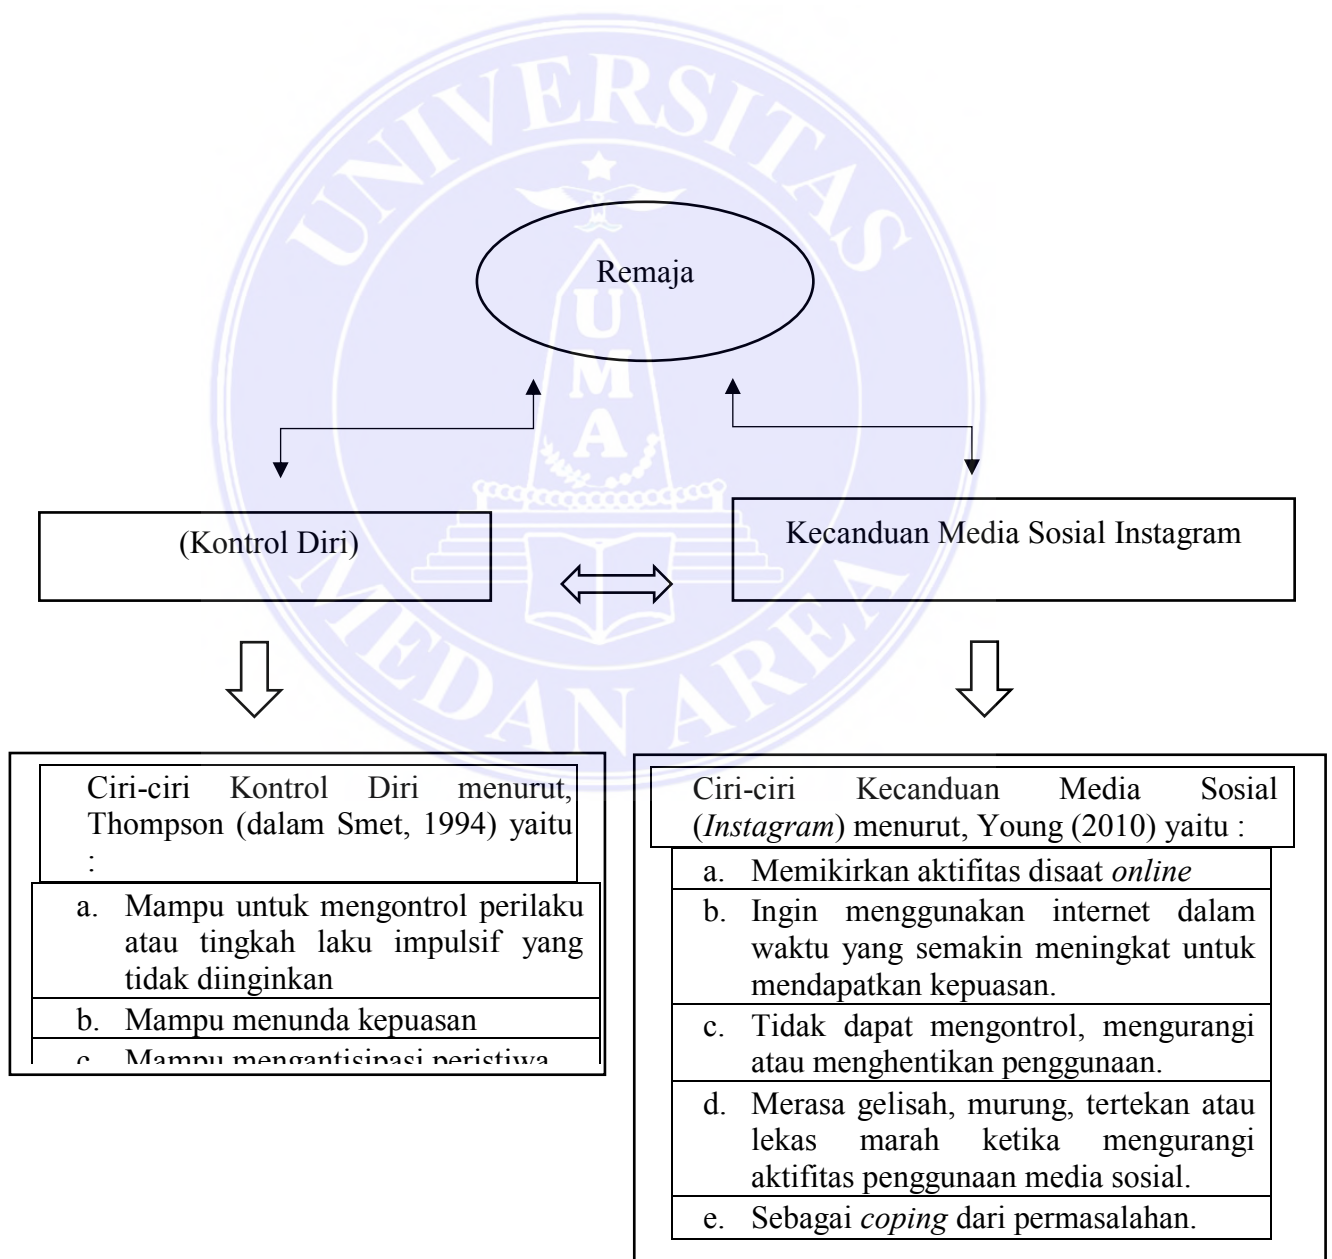 UNIVERSITAS
Remaja
UMA
(Kontrol Diri)
Kecanduan Media Sosial Instagram
MEDAN AREA
Ciri-ciri Kontrol Diri menurut,
Thompson (dalam Smet, 1994) yaitu
:
a. Mampu untuk mengontrol perilaku
atau tingkah laku impulsif yang
tidak diinginkan
b. Mampu menunda kepuasan
c. Mampu mengantisipasi peristiwa
Ciri-ciri Kecanduan Media Sosial
(Instagram) menurut, Young (2010) yaitu :
a. Memikirkan aktifitas disaat online
b. Ingin menggunakan internet dalam
waktu yang semakin meningkat untuk
mendapatkan kepuasan.
c. Tidak dapat mengontrol, mengurangi
atau menghentikan penggunaan.
d. Merasa gelisah, murung, tertekan atau
lekas marah ketika mengurangi
aktifitas penggunaan media sosial.
e. Sebagai coping dari permasalahan.